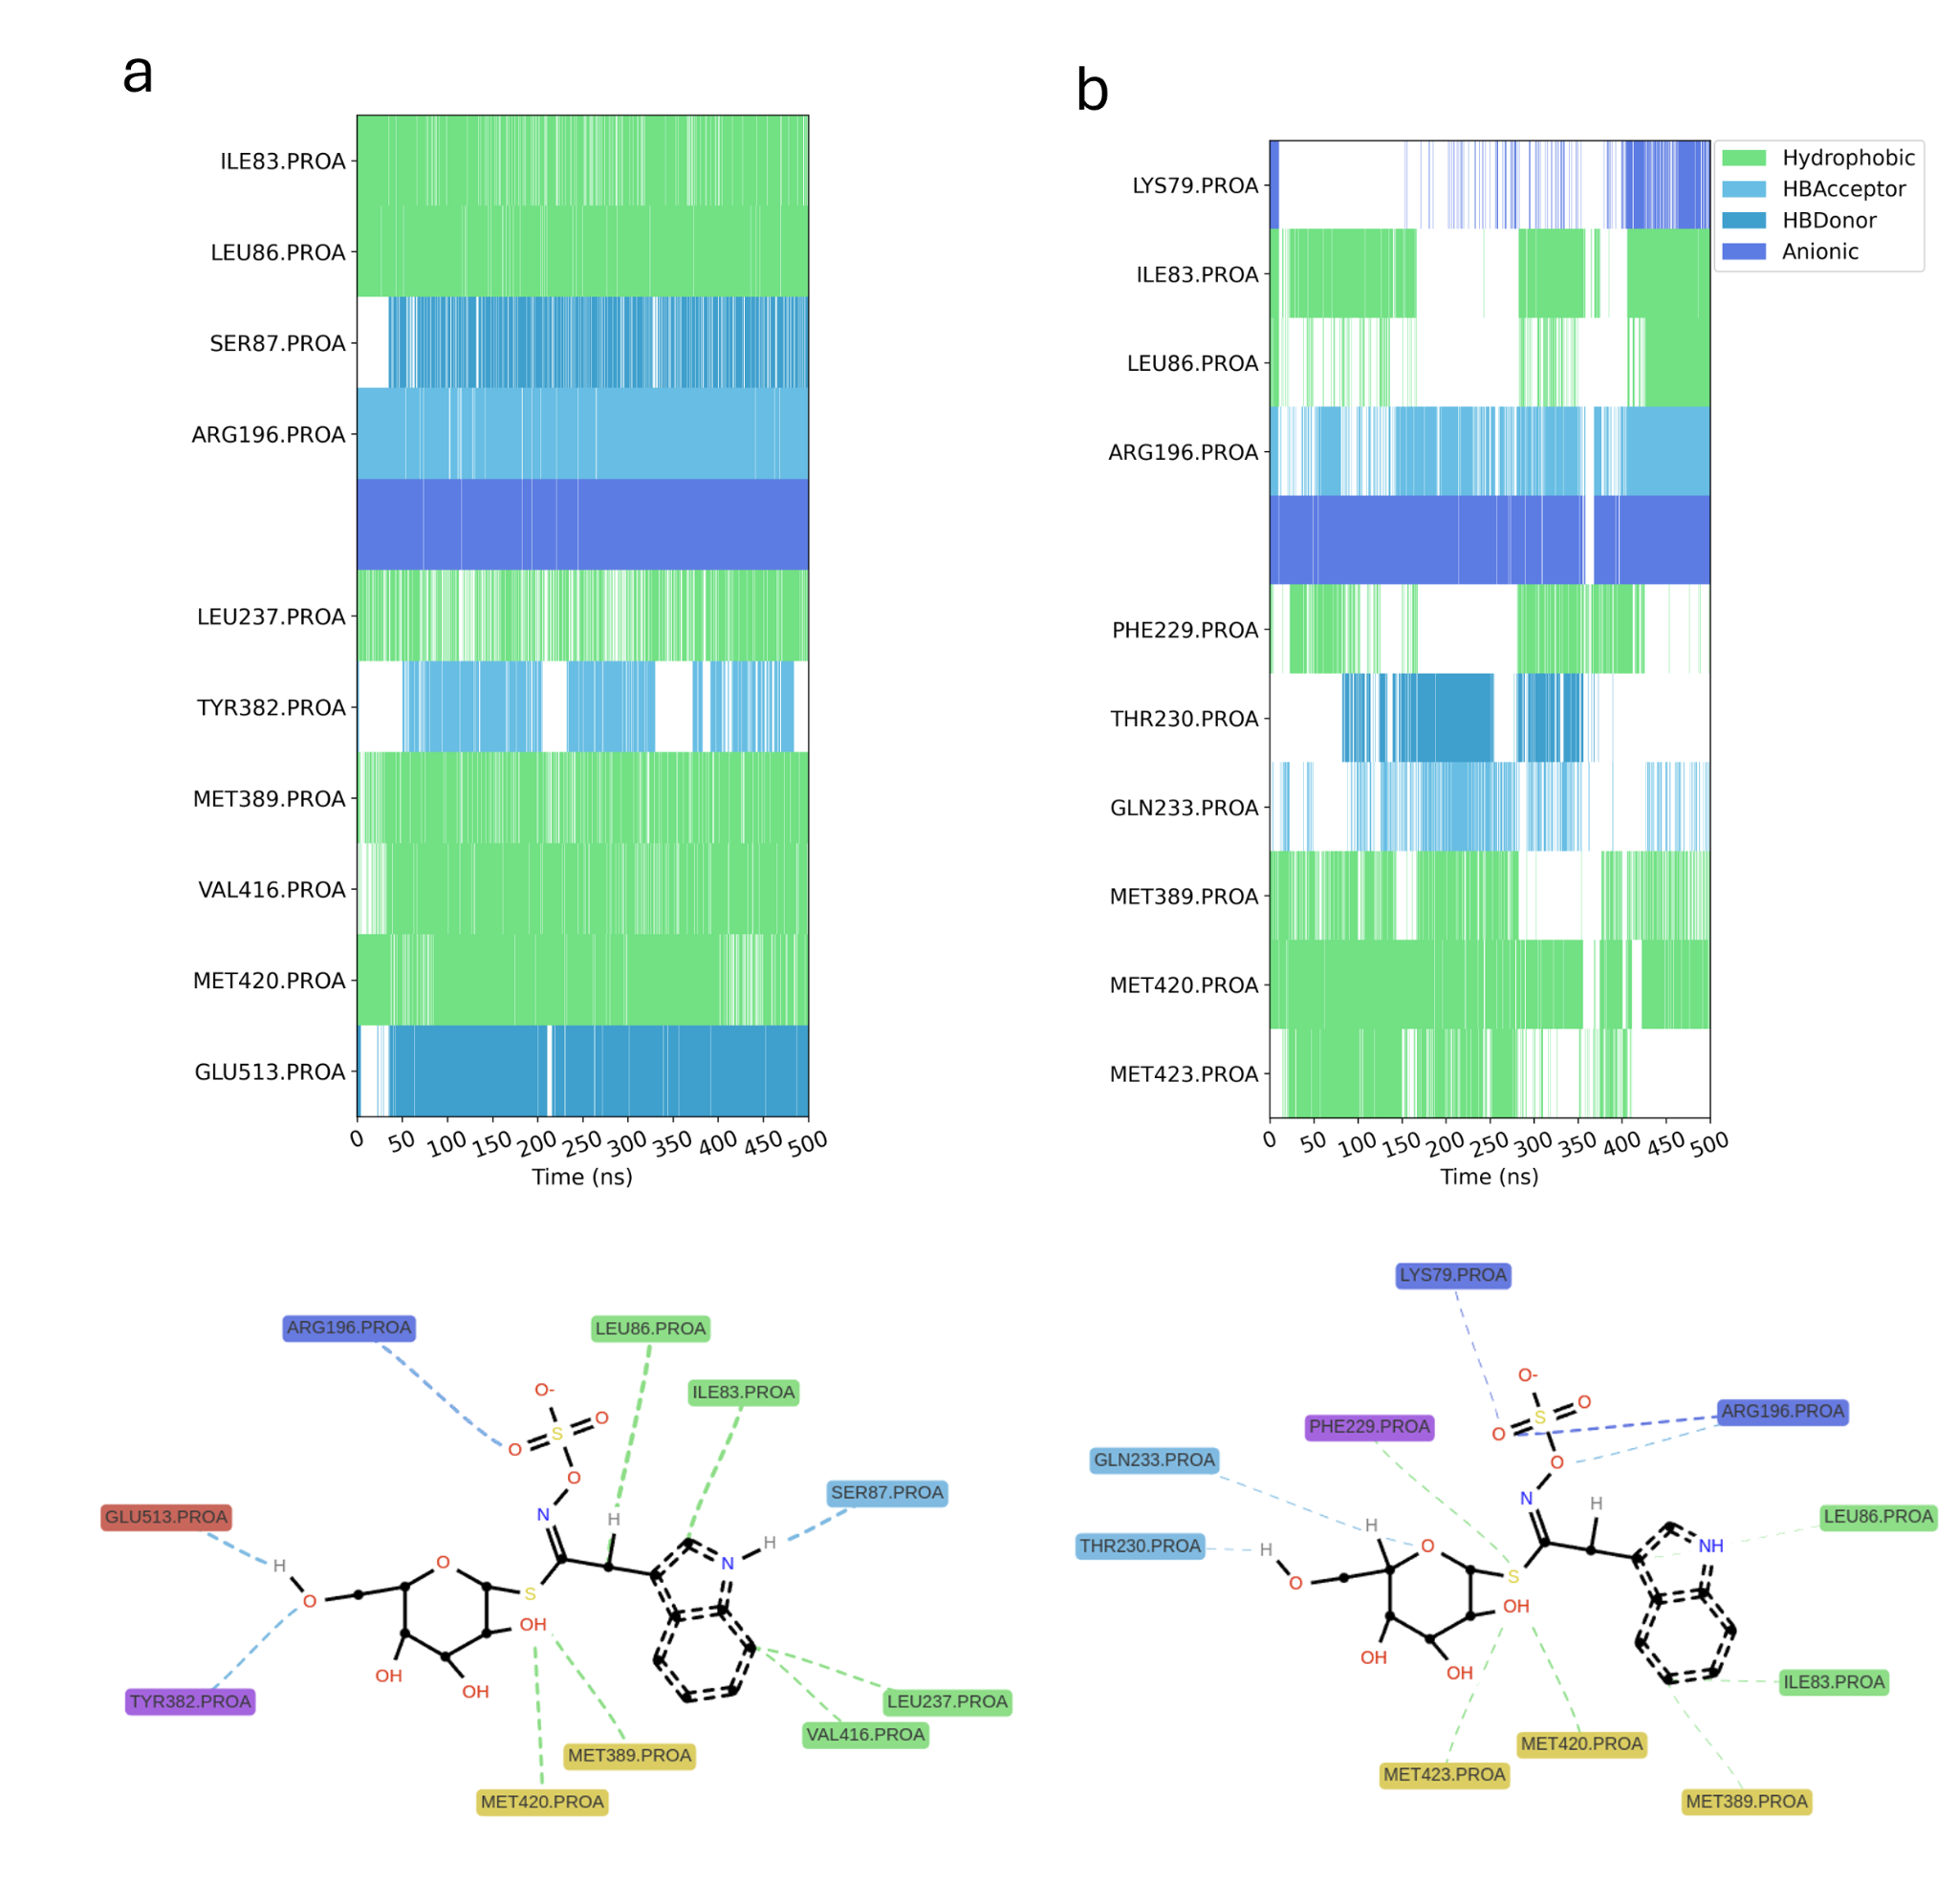 a
ILE83.PROA
LEU86.PROA
SER87.PROA
ARG196.PROA
LEU237.PROA
TYR382.PROA
MET389.PROA
VAL416.PROA
MET420.PROA
GLU513.PROA
0 50 100 150 200 250 300 350 400 450 500
Time (ns)
b
LYS79.PROA
ILE83.PROA
LEU86.PROA
ARG196.PROA
PHE229.PROA
THR230.PROA
GLN233.PROA
MET389.PROA
MET420.PROA
MET423.PROA
0 50 100 150 200 250 300 350 400 450 500
Time (ns)
Hydrophobic
HBAcceptor
HBDonor
Anionic
ARG196.PROA
LEU86.PROA
O-
ILE83.PROA
O
S
O
O
SER87.PROA
GLU513.PROA
N
H
H
H
O
N
O
S
OH
OH
OH
TYR382.PROA
LEU237.PROA
VAL416.PROA
MET389.PROA
MET420.PROA
LYS79.PROA
O-
O
S
O
ARG196.PROA
PHE229.PROA
GLN233.PROA
O
N
H
LEU86.PROA
H
THR230.PROA
H
O
NH
O
S
OH
OH
OH
ILE83.PROA
MET420.PROA
MET423.PROA
MET389.PROA